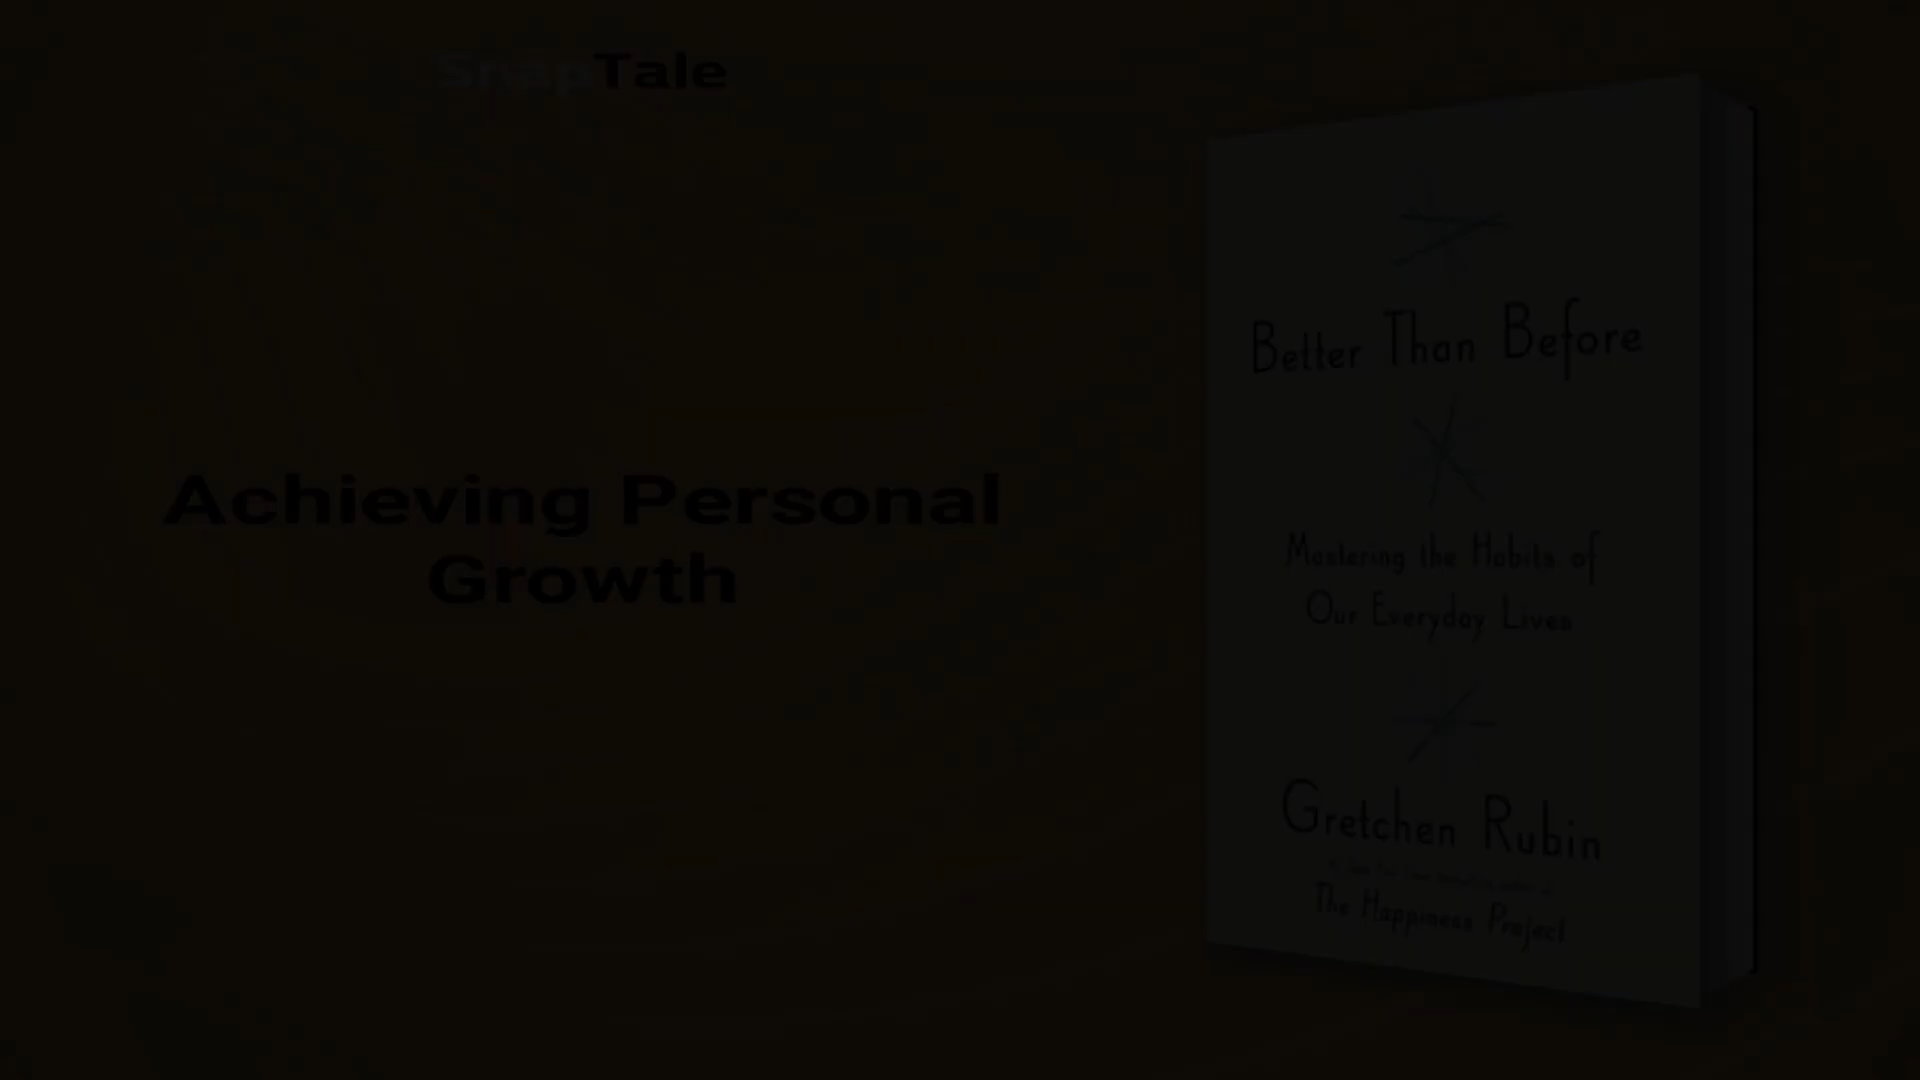 SnapTale
Achieving Personal
Growth
Better Than Before
Mastering the Habits of
Our Everyday Lives
Gretchen Rubin
The Happiness Project